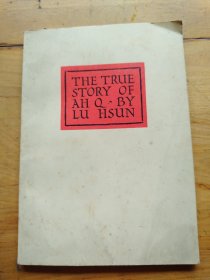 THE TRUE
STORY OF
AH Q · BY
LU HSUN